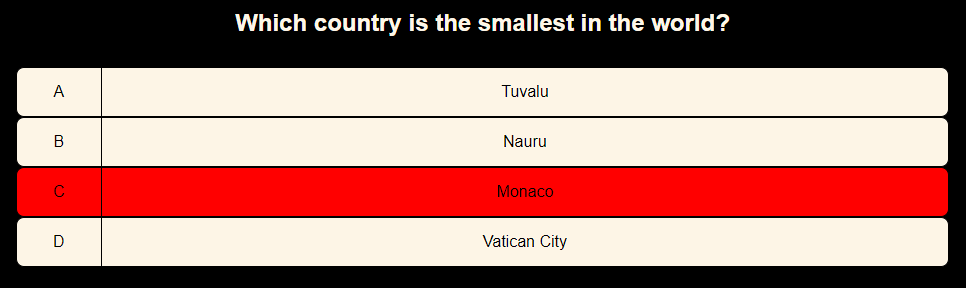 Which country is the smallest in the world?
A Tuvalu
B Nauru
C Monaco
D Vatican City